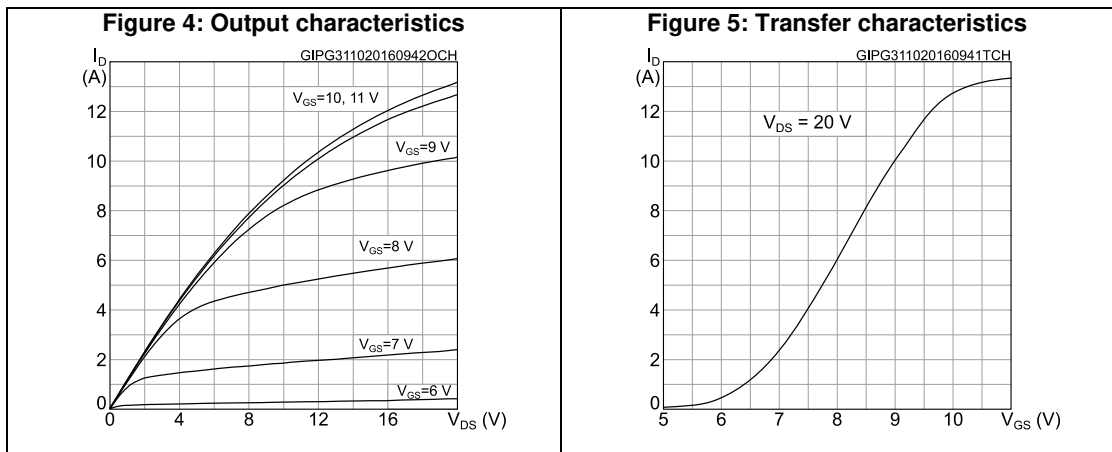 Figure 4: Output characteristics
GIPG311020160942OCH
I_D
(A)
12
10
8
6
4
2
0
V_GS=10, 11 V
V_GS=9 V
V_GS=8 V
V_GS=7 V
V_GS=6 V
0 4 8 12 16 V_DS (V)
Figure 5: Transfer characteristics
GIPG311020160941TCH
I_D
(A)
12
10
8
6
4
2
0
V_DS = 20 V
5 6 7 8 9 10 V_GS (V)